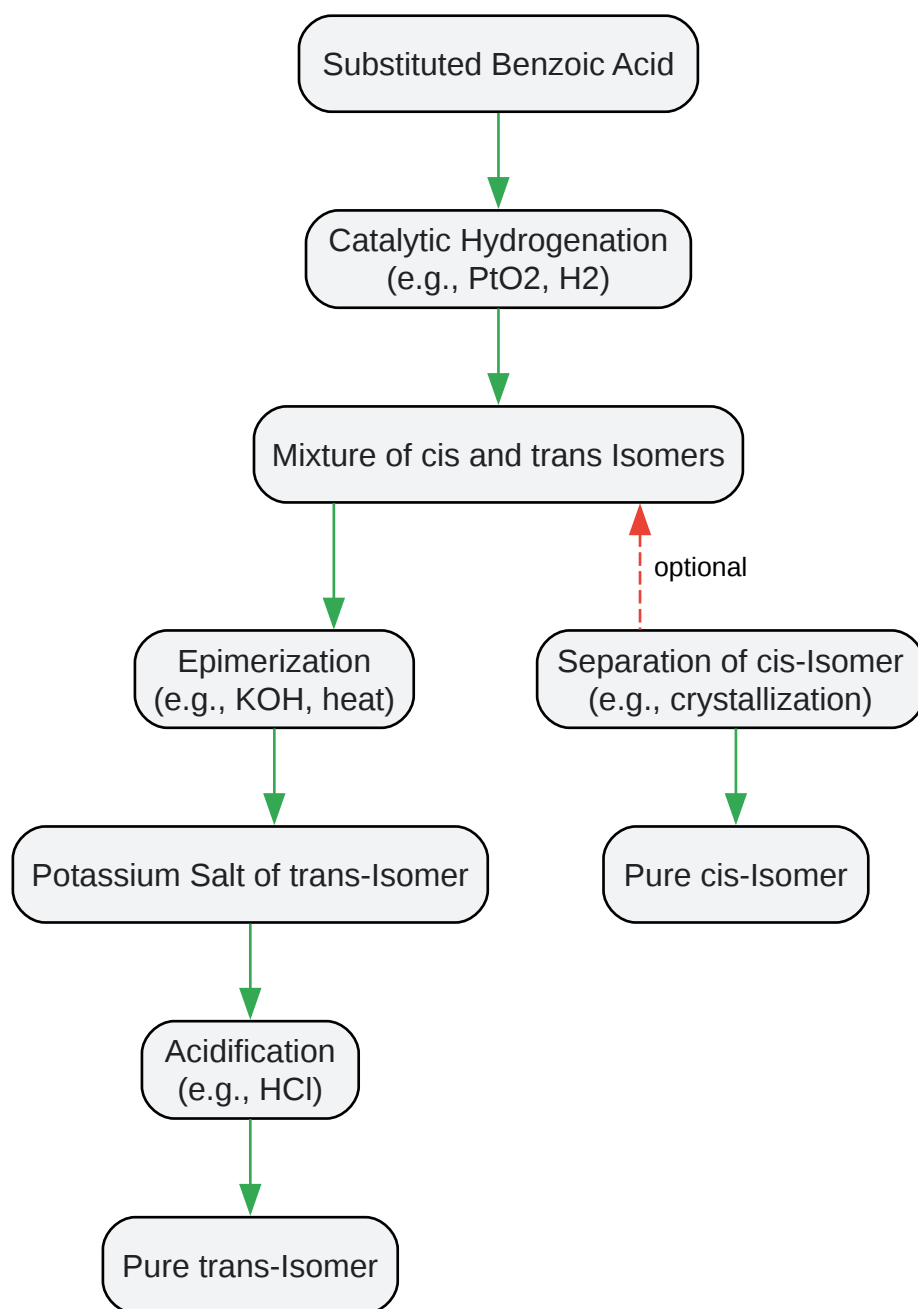 Substituted Benzoic Acid
Catalytic Hydrogenation
(e.g., PtO2, H2)
Mixture of cis and trans Isomers
optional
Epimerization
(e.g., KOH, heat)
Separation of cis-Isomer
(e.g., crystallization)
Potassium Salt of trans-Isomer
Pure cis-Isomer
Acidification
(e.g., HCl)
Pure trans-Isomer